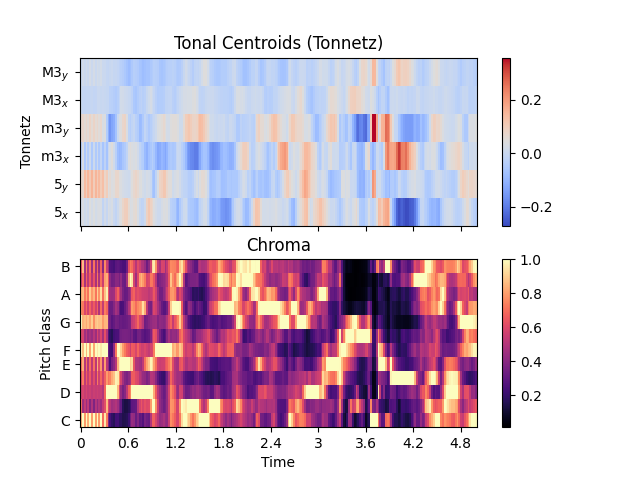 Tonal Centroids (Tonnetz)
M3y
M3x
m3y
m3x
5y
5x
Tonnetz
0.2
0.0
−0.2
Chroma
B
A
G
F
E
D
C
Pitch class
0 0.6 1.2 1.8 2.4 3 3.6 4.2 4.8
Time
1.0
0.8
0.6
0.4
0.2